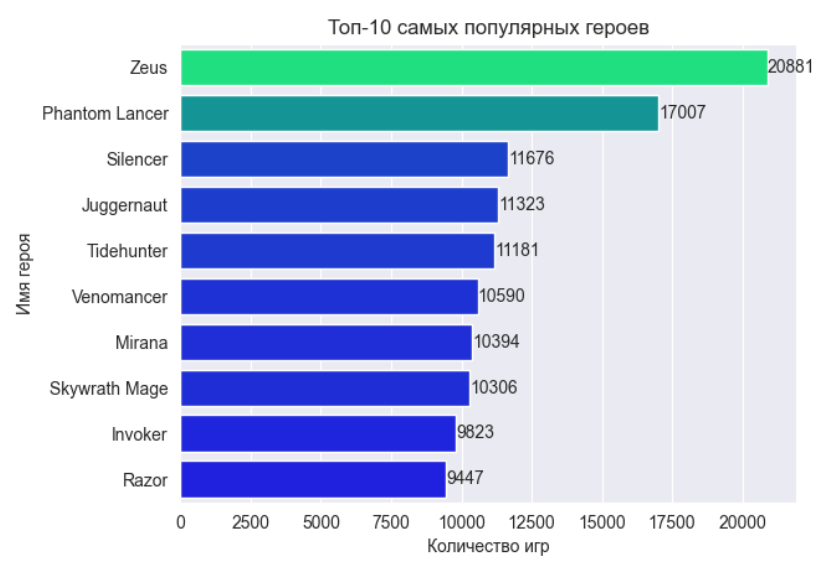 Топ-10 самых популярных героев
Имя героя
Zeus 20881
Phantom Lancer 17007
Silencer 11676
Juggernaut 11323
Tidehunter 11181
Venomancer 10590
Mirana 10394
Skywrath Mage 10306
Invoker 9823
Razor 9447
0 2500 5000 7500 10000 12500 15000 17500 20000
Количество игр